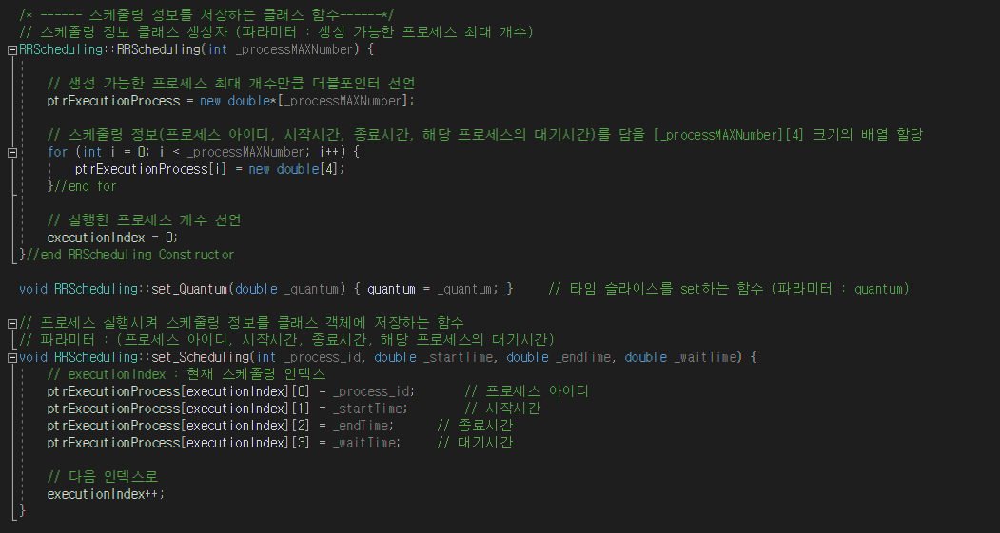 /* ------ 스케줄링 정보를 저장하는 클래스 함수------*/
// 스케줄링 정보 클래스 생성자 (파라미터 : 생성 가능한 프로세스 최대 개수)
RRScheduling::RRScheduling(int _processMAXNumber) {
// 생성 가능한 프로세스 최대 개수만큼 더블포인터 선언
ptrExecutionProcess = new double*[_processMAXNumber];
// 스케줄링 정보(프로세스 아이디, 시작시간, 종료시간, 해당 프로세스의 대기시간)를 담을 [_processMAXNumber][4] 크기의 배열 할당
for (int i = 0; i < _processMAXNumber; i++) {
ptrExecutionProcess[i] = new double[4];
}//end for
// 실행한 프로세스 개수 선언
executionIndex = 0;
}//end RRScheduling Constructor
void RRScheduling::set_Quantum(double _quantum) { quantum = _quantum; } // 타임 슬라이스를 set하는 함수 (파라미터 : quantum)
// 프로세스 실행시켜 스케줄링 정보를 클래스 객체에 저장하는 함수
// 파라미터 : (프로세스 아이디, 시작시간, 종료시간, 해당 프로세스의 대기시간)
void RRScheduling::set_Scheduling(int _process_id, double _startTime, double _endTime, double _waitTime) {
// executionIndex : 현재 스케줄링 인덱스
ptrExecutionProcess[executionIndex][0] = _process_id; // 프로세스 아이디
ptrExecutionProcess[executionIndex][1] = _startTime; // 시작시간
ptrExecutionProcess[executionIndex][2] = _endTime; // 종료시간
ptrExecutionProcess[executionIndex][3] = _waitTime; // 대기시간
// 다음 인덱스로
executionIndex++;
}